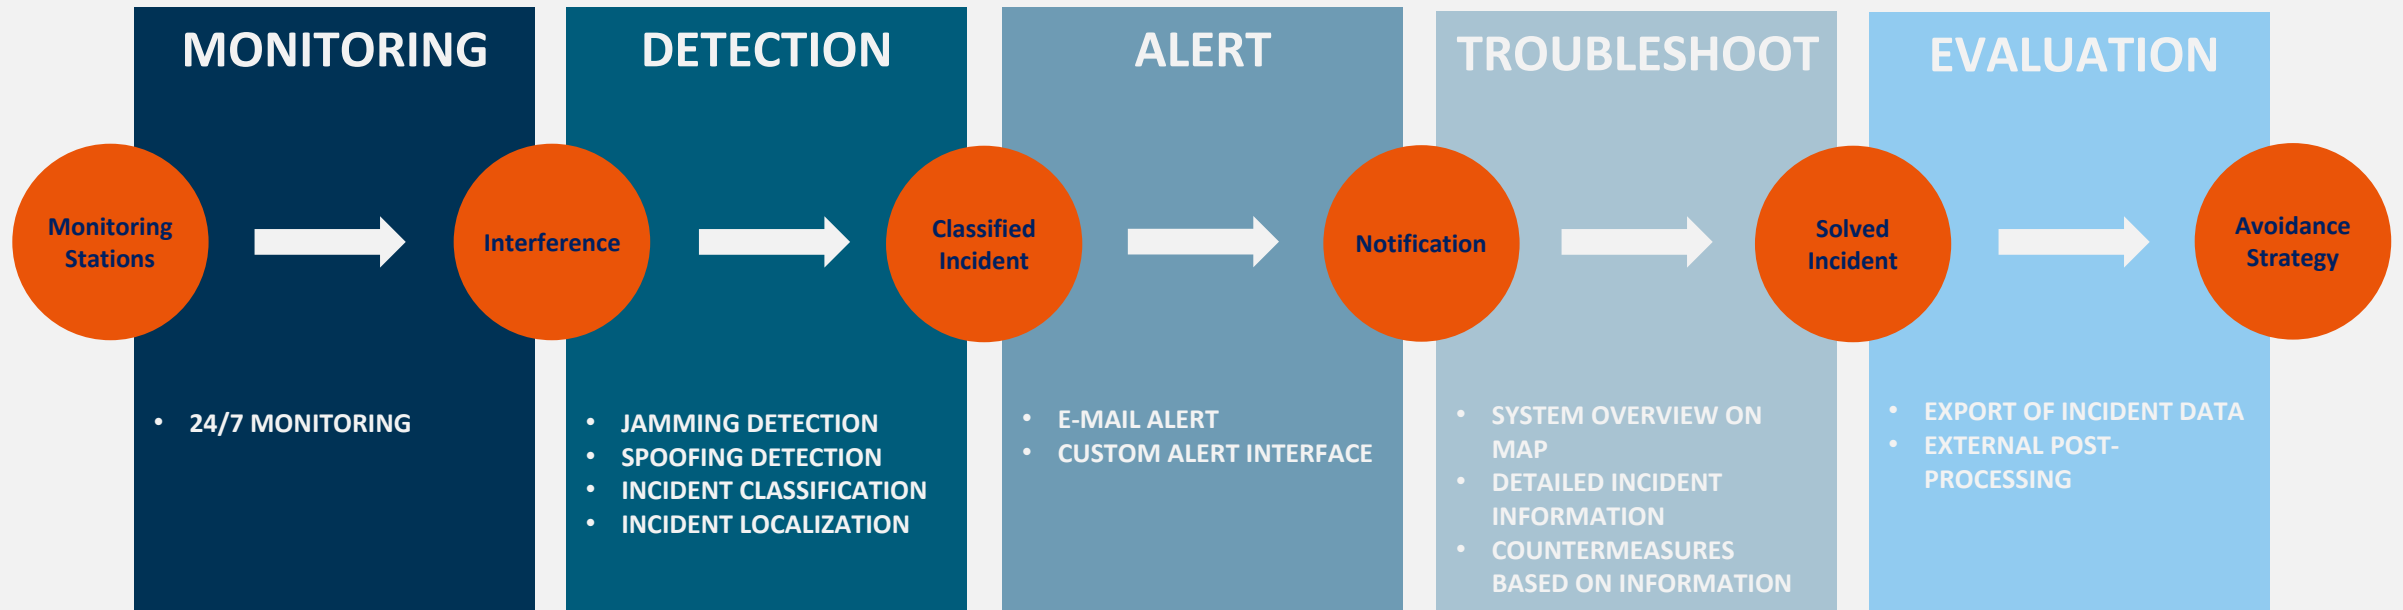 MONITORING
DETECTION
ALERT
TROUBLESHOOT
EVALUATION
Monitoring
Stations
Interference
Classified
Incident
Notification
Solved
Incident
Avoidance
Strategy
• 24/7 MONITORING
• JAMMING DETECTION
• SPOOFING DETECTION
• INCIDENT CLASSIFICATION
• INCIDENT LOCALIZATION
• E-MAIL ALERT
• CUSTOM ALERT INTERFACE
• SYSTEM OVERVIEW ON
MAP
• DETAILED INCIDENT
INFORMATION
• COUNTERMEASURES
BASED ON INFORMATION
• EXPORT OF INCIDENT DATA
• EXTERNAL POST-
PROCESSING